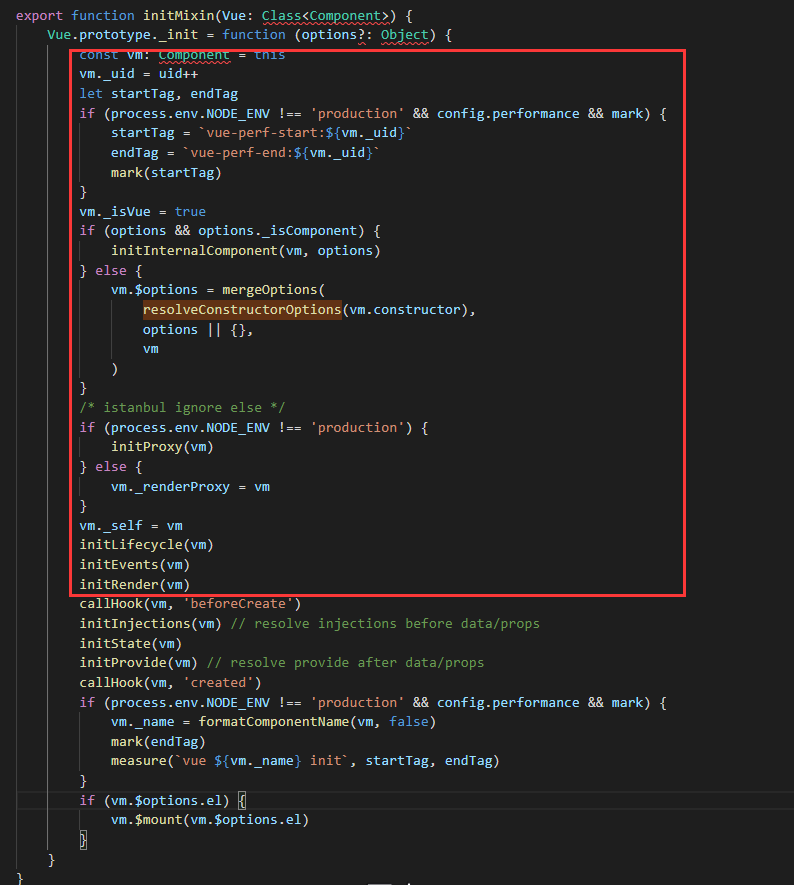 export function initMixin(Vue: Class<Component>) {
    Vue.prototype._init = function (options?: Object) {
        const vm: Component = this
        vm._uid = uid++
        let startTag, endTag
        if (process.env.NODE_ENV !== 'production' && config.performance && mark) {
            startTag = `vue-perf-start:${vm._uid}`
            endTag = `vue-perf-end:${vm._uid}`
            mark(startTag)
        }
        vm._isVue = true
        if (options && options._isComponent) {
            initInternalComponent(vm, options)
        } else {
            vm.$options = mergeOptions(
                resolveConstructorOptions(vm.constructor),
                options || {},
                vm
            )
        }
        /* istanbul ignore else */
        if (process.env.NODE_ENV !== 'production') {
            initProxy(vm)
        } else {
            vm._renderProxy = vm
        }
        vm._self = vm
        initLifecycle(vm)
        initEvents(vm)
        initRender(vm)
        callHook(vm, 'beforeCreate')
        initInjections(vm) // resolve injections before data/props
        initState(vm)
        initProvide(vm) // resolve provide after data/props
        callHook(vm, 'created')
        if (process.env.NODE_ENV !== 'production' && config.performance && mark) {
            vm._name = formatComponentName(vm, false)
            mark(endTag)
            measure(`vue ${vm._name} init`, startTag, endTag)
        }
        if (vm.$options.el) {
            vm.$mount(vm.$options.el)
        }
    }
}